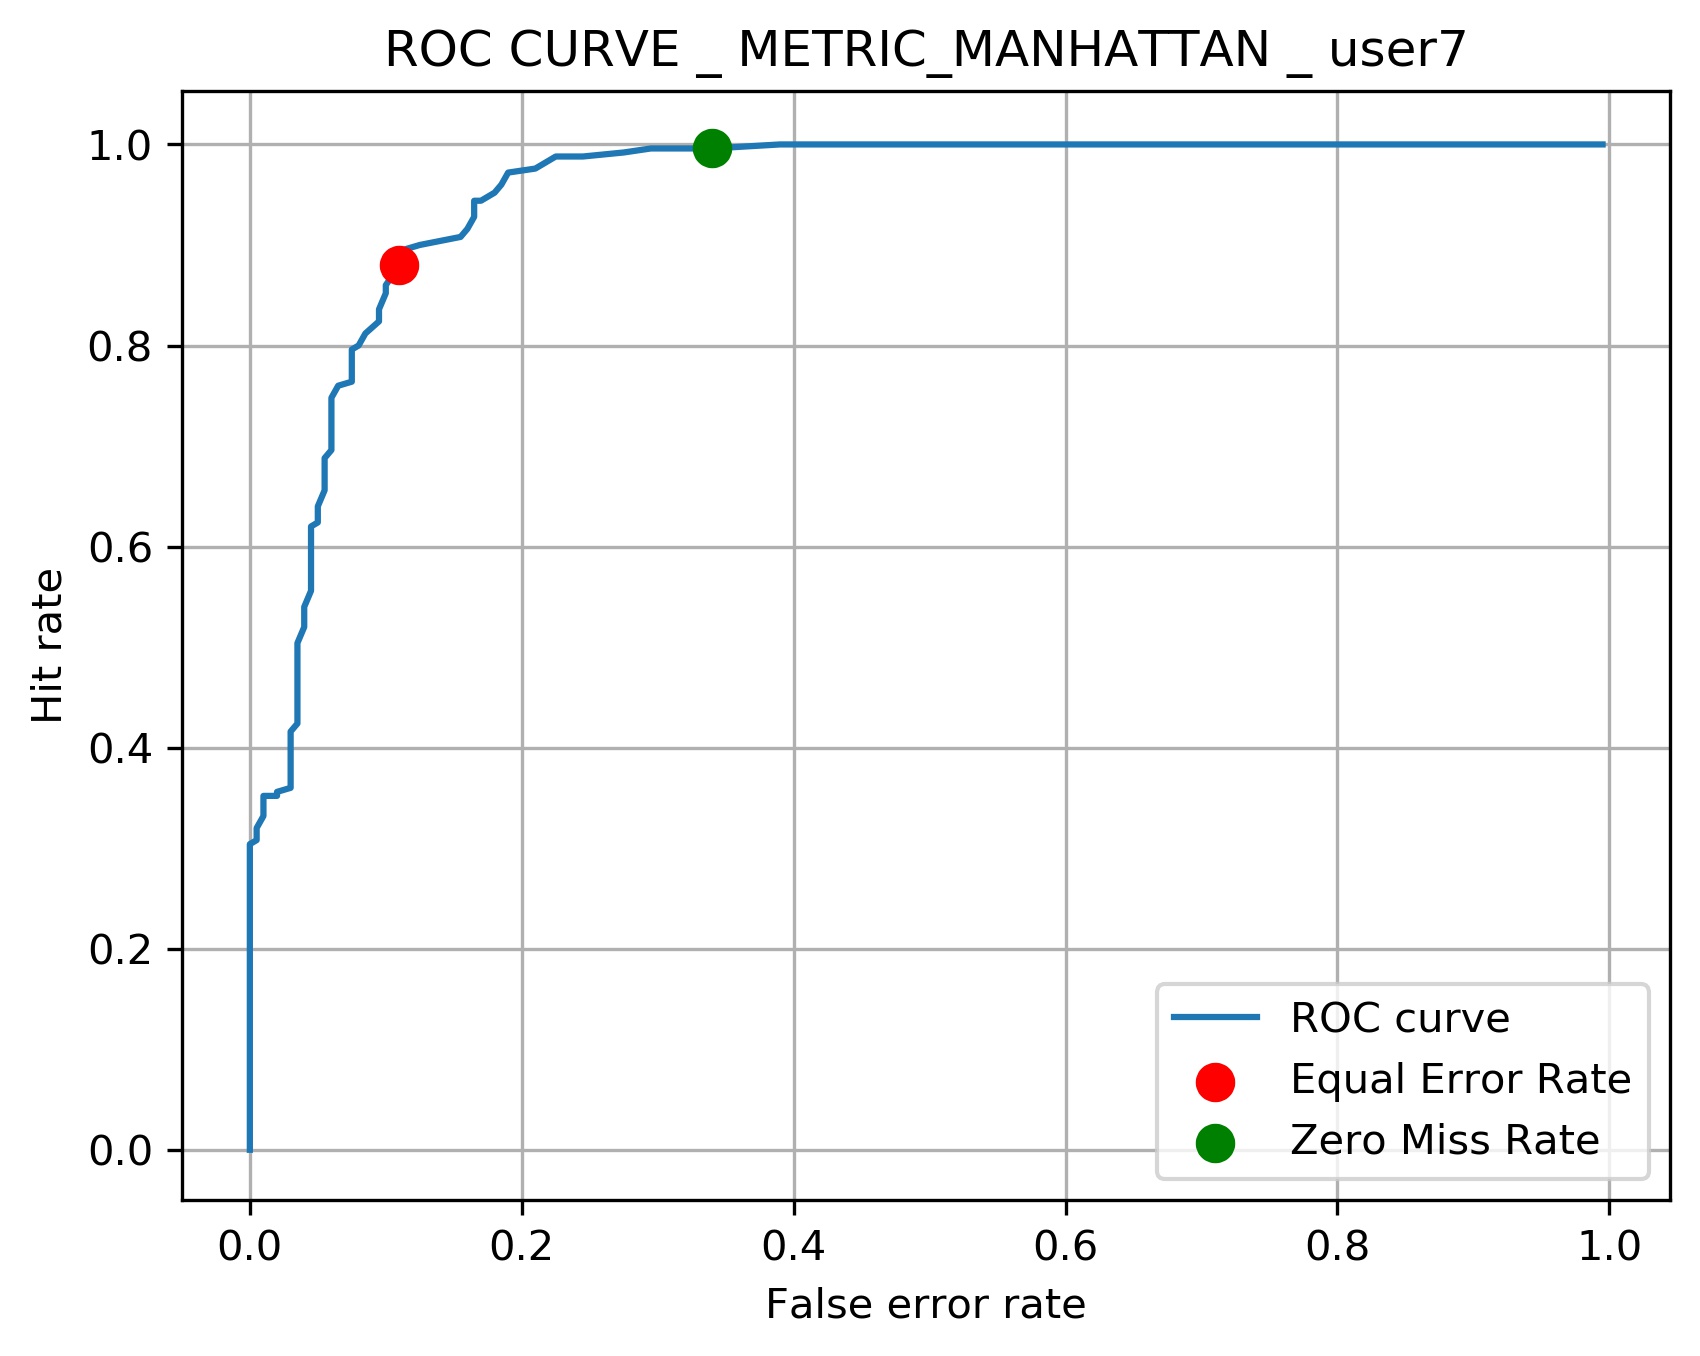 ROC CURVE _ METRIC_MANHATTAN _ user7
1.0
0.8
0.6
0.4
0.2
0.0
Hit rate
ROC curve
Equal Error Rate
Zero Miss Rate
0.0 0.2 0.4 0.6 0.8 1.0
False error rate